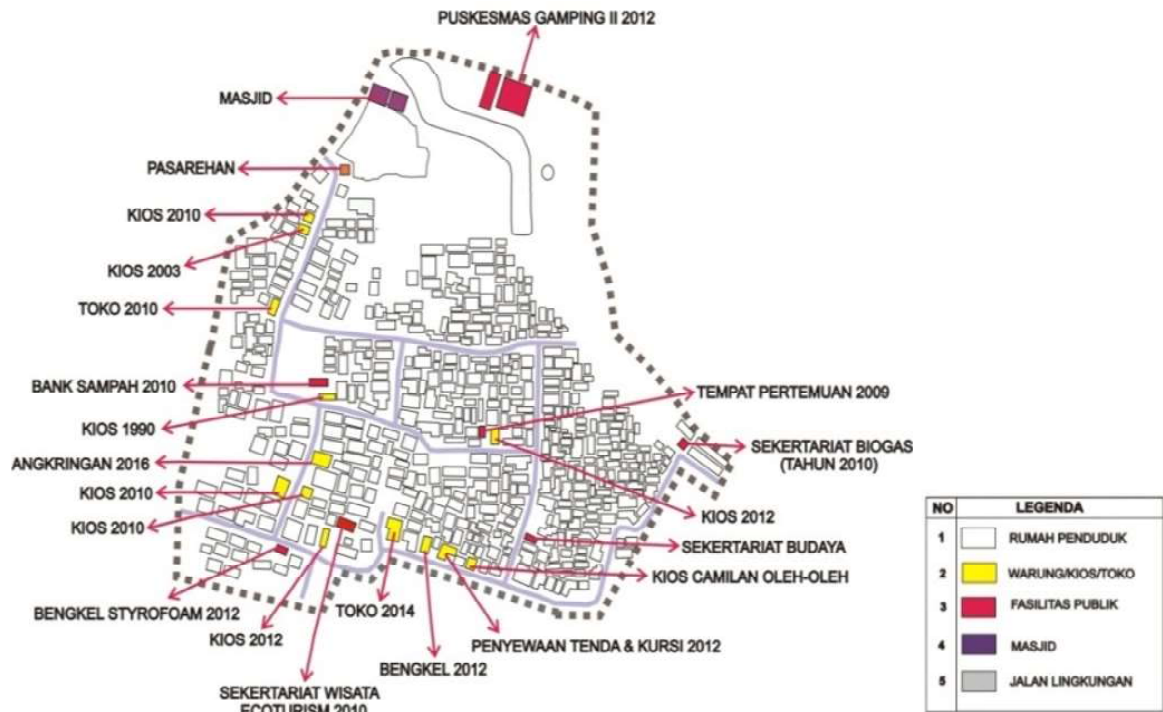 PUSKESMAS GAMPING II 2012
MASJID
PASAREHAN
KIOS 2010
KIOS 2003
TOKO 2010
BANK SAMPAH 2010
KIOS 1990
ANGKRINGAN 2016
KIOS 2010
KIOS 2010
BENGKEL STYROFOAM 2012
KIOS 2012
SEKERTARIAT WISATA
ECOTURISM 2010
TOKO 2014
BENGKEL 2012
PENYEWAAN TENDA & KURSI 2012
KIOS CAMILAN OLEH-OLEH
SEKERTARIAT BUDAYA
KIOS 2012
TEMPAT PERTEMUAN 2009
SEKERTARIAT BIOGAS
(TAHUN 2010)
NO LEGENDA
1 RUMAH PENDUDUK
2 WARUNG/KIOS/TOKO
3 FASILITAS PUBLIK
4 MASJID
5 JALAN LINGKUNGAN